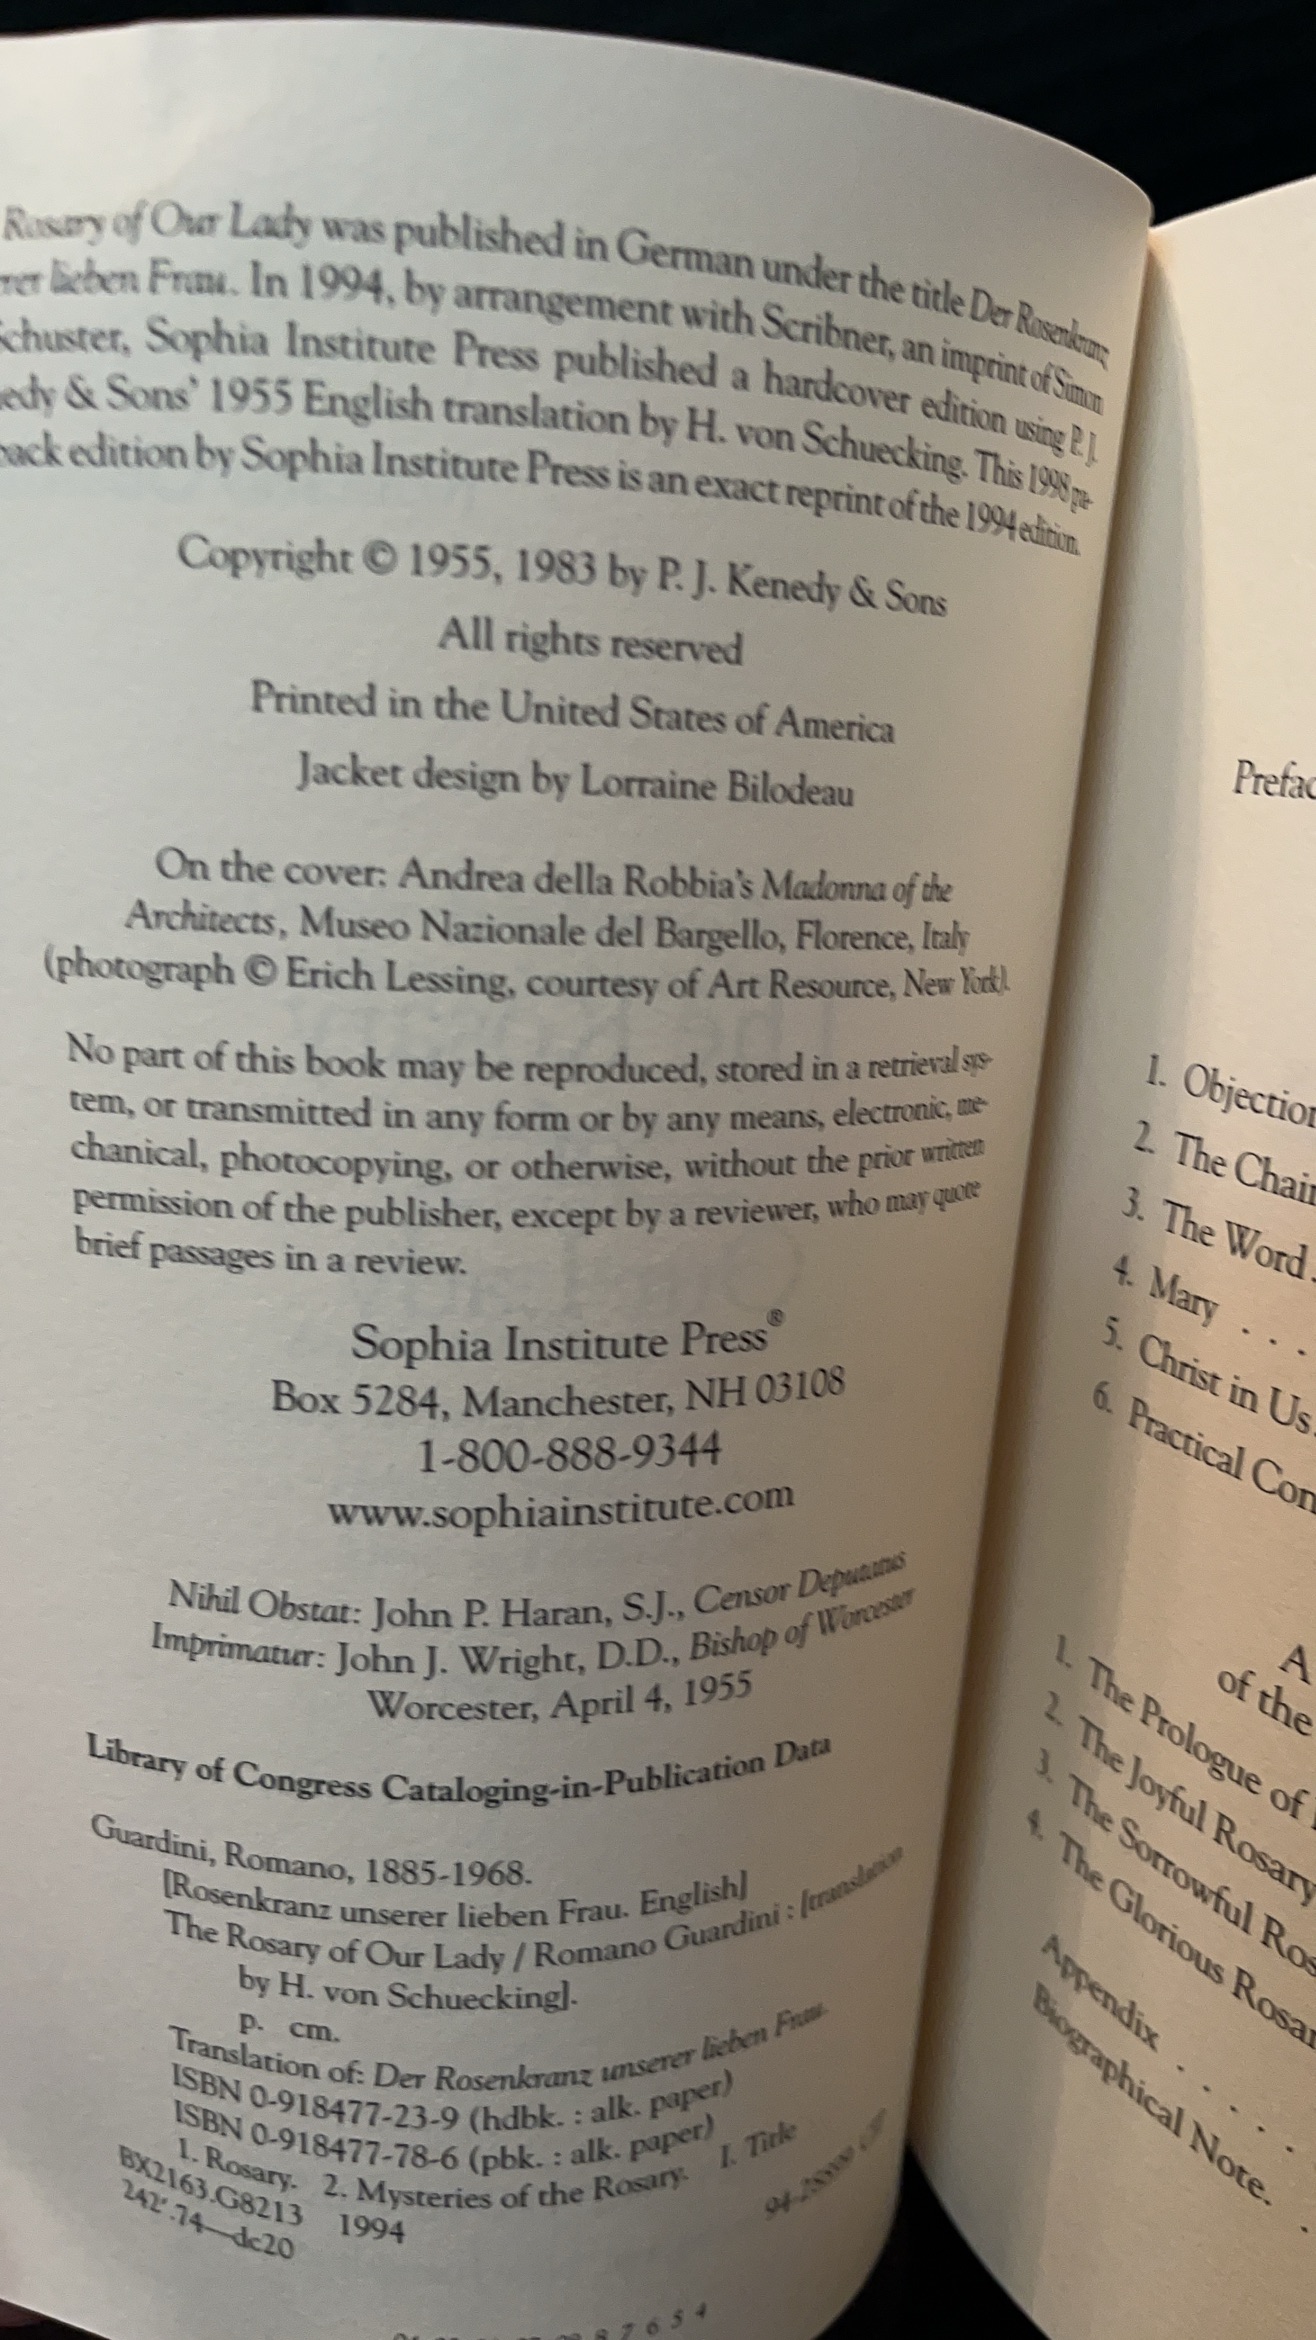 Rosary of Our Lady was published in German under the title Der Rosenkranz
rer lieben Frau. In 1994, by arrangement with Scribner, an imprint of Simon
chuster, Sophia Institute Press published a hardcover edition using P. J.
edy & Sons' 1955 English translation by H. von Schuecking. This 1998 pa-
back edition by Sophia Institute Press is an exact reprint of the 1994 edition.
Copyright © 1955, 1983 by P. J. Kenedy & Sons
All rights reserved
Printed in the United States of America
Jacket design by Lorraine Bilodeau
On the cover: Andrea della Robbia's Madonna of the
Architects, Museo Nazionale del Bargello, Florence, Italy
(photograph © Erich Lessing, courtesy of Art Resource, New York).
No part of this book may be reproduced, stored in a retrieval sys-
tem, or transmitted in any form or by any means, electronic, me-
chanical, photocopying, or otherwise, without the prior written
permission of the publisher, except by a reviewer, who may quote
brief passages in a review.
Sophia Institute Press®
Box 5284, Manchester, NH 03108
1-800-888-9344
www.sophiainstitute.com
Nihil Obstat: John P. Haran, S.J., Censor Deputatus
Imprimatur: John J. Wright, D.D., Bishop of Worcester
Worcester, April 4, 1955
Library of Congress Cataloging-in-Publication Data
Guardini, Romano, 1885-1968.
[Rosenkranz unserer lieben Frau. English]
The Rosary of Our Lady / Romano Guardini : [translation
by H. von Schuecking].
p. cm.
Translation of: Der Rosenkranz unserer lieben Frau.
ISBN 0-918477-23-9 (hdbk. : alk. paper)
ISBN 0-918477-78-6 (pbk. : alk. paper)
1. Rosary. 2. Mysteries of the Rosary. I. Title
BX2163.G8213 1994
242'.74—dc20
8 7 6 5 4
Prefac
1. Objection
2. The Chain
3. The Word .
4. Mary . .
5. Christ in Us.
6. Practical Con
A
of the
1. The Prologue of
2. The Joyful Rosary
3. The Sorrowful Ros
4. The Glorious Rosar
Appendix . . . .
Biographical Note. .